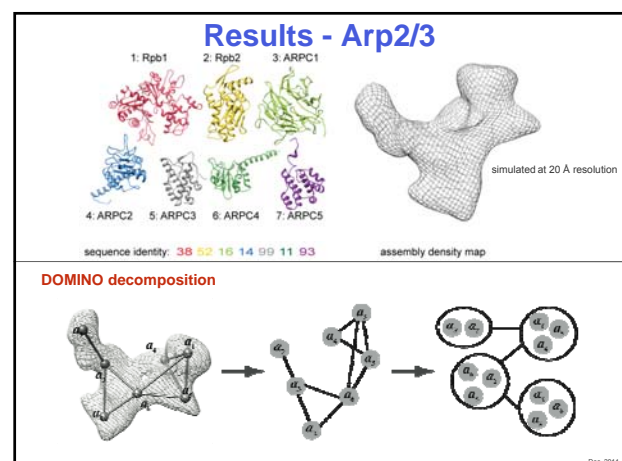 Results - Arp2/3
1: Rpb1 2: Rpb2 3: ARPC1
4: ARPC2 5: ARPC3 6: ARPC4 7: ARPC5
simulated at 20 Å resolution
sequence identity: 38 52 16 14 99 11 93
assembly density map
DOMINO decomposition